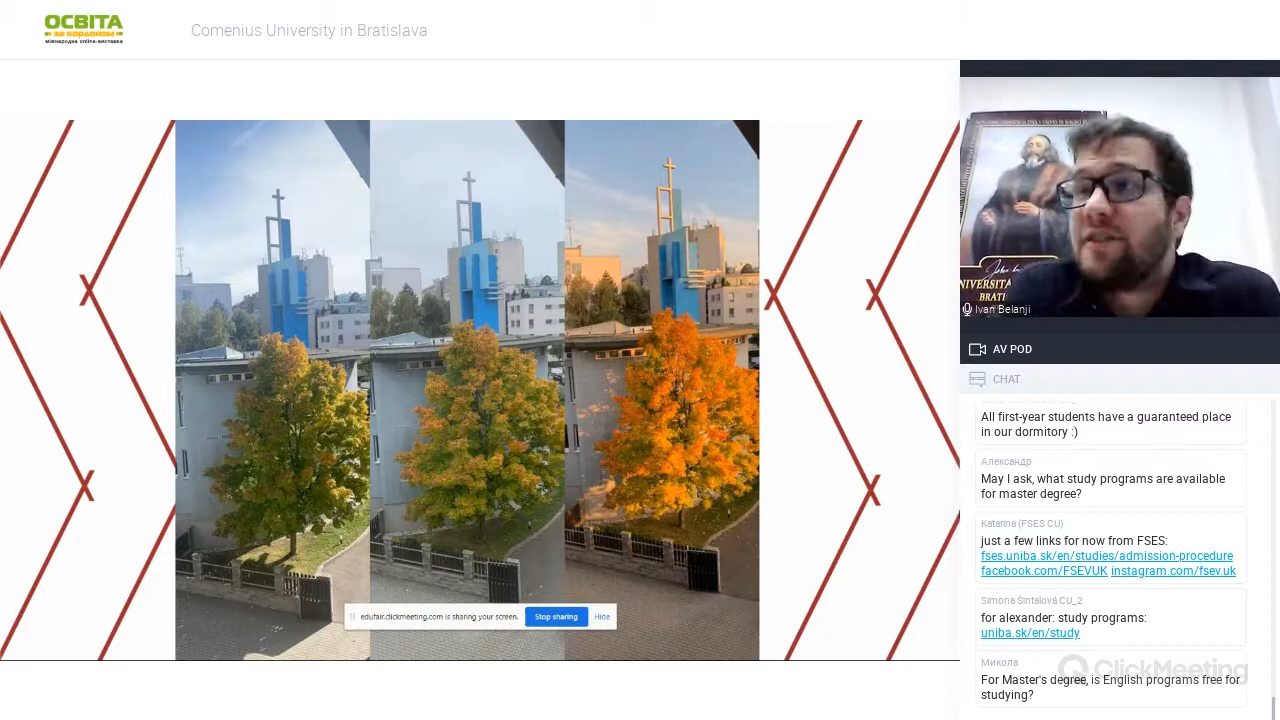 ОСВІТА
за кордоном
міжнародна online-виставка
Comenius University in Bratislava
Ivan Belanji
AV POD
CHAT
All first-year students have a guaranteed place
in our dormitory :)
Александр
May I ask, what study programs are available
for master degree?
Katarina (FSES CU)
just a few links for now from FSES:
fses.uniba.sk/en/studies/admission-procedure
facebook.com/FSEVUK instagram.com/fsev.uk
Simona Šintalová CU_2
for alexander: study programs:
uniba.sk/en/study
Микола
For Master's degree, is English programs free for
studying?
ClickMeeting
edufair.clickmeeting.com is sharing your screen.
Stop sharing
Hide